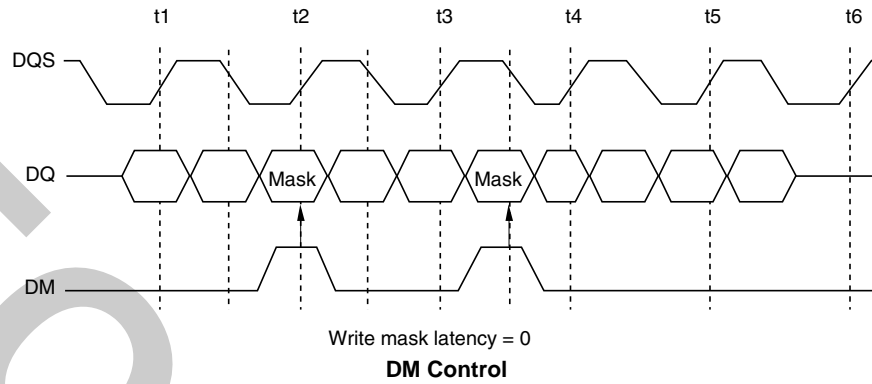 t1 t2 t3 t4 t5 t6
DQS
DQ Mask Mask
DM
Write mask latency = 0
DM Control